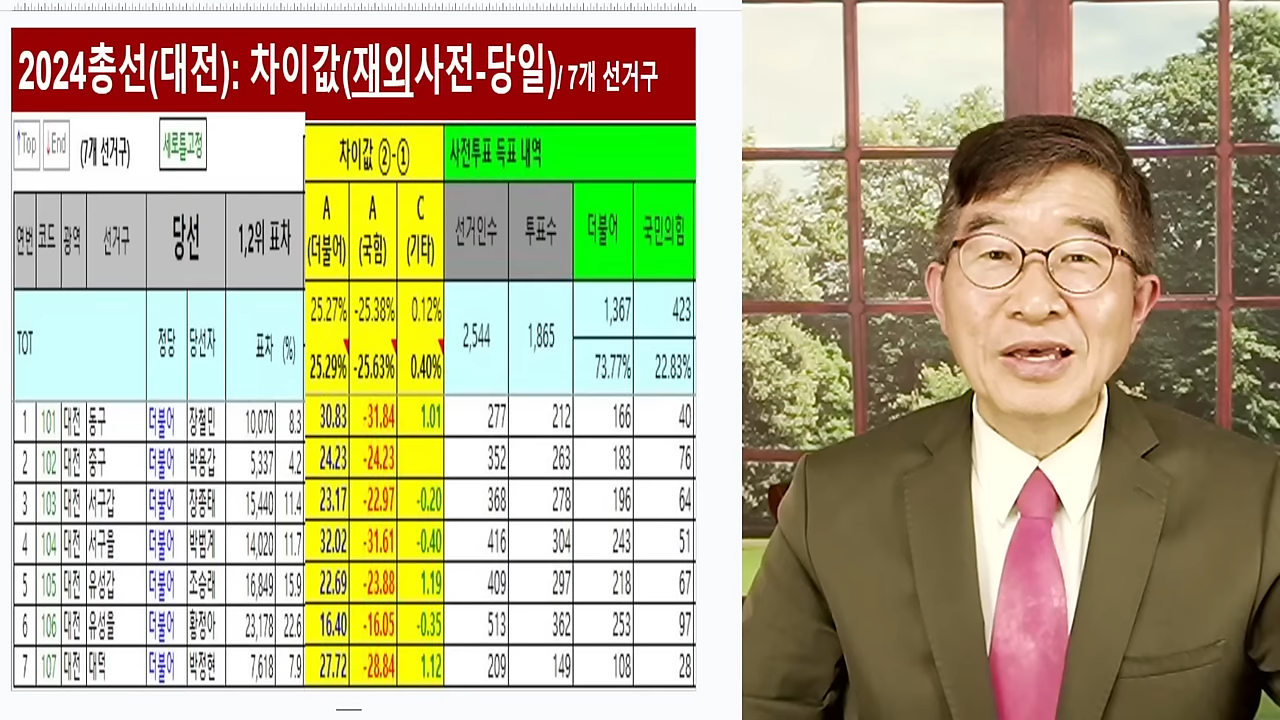 2024총선(대전): 차이값(재외사전-당일)/ 7개 선거구
↑Top ↓End (7개 선거구) 세로틀고정 차이값 ②-① 사전투표 득표 내역
연번 코드 광역 선거구 당선 1,2위 표차 A (더불어) A (국힘) C (기타) 선거인수 투표수 더불어 국민의힘
TOT 정당 당선자 표차 (%) 25.27% -25.38% 0.12% 2,544 1,865 1,367 423
25.29% -25.63% 0.40% 73.77% 22.83%
1 101 대전 동구 더불어 장철민 10,070 8.3 30.83 -31.84 1.01 277 212 166 40
2 102 대전 중구 더불어 박용갑 5,337 4.2 24.23 -24.23 352 263 183 76
3 103 대전 서구갑 더불어 장종태 15,440 11.4 23.17 -22.97 -0.20 368 278 196 64
4 104 대전 서구을 더불어 박범계 14,020 11.7 32.02 -31.61 -0.40 416 304 243 51
5 105 대전 유성갑 더불어 조승래 16,849 15.9 22.69 -23.88 1.19 409 297 218 67
6 106 대전 유성을 더불어 황정아 23,178 22.6 16.40 -16.05 -0.35 513 362 253 97
7 107 대전 대덕 더불어 박정현 7,618 7.9 27.72 -28.84 1.12 209 149 108 28